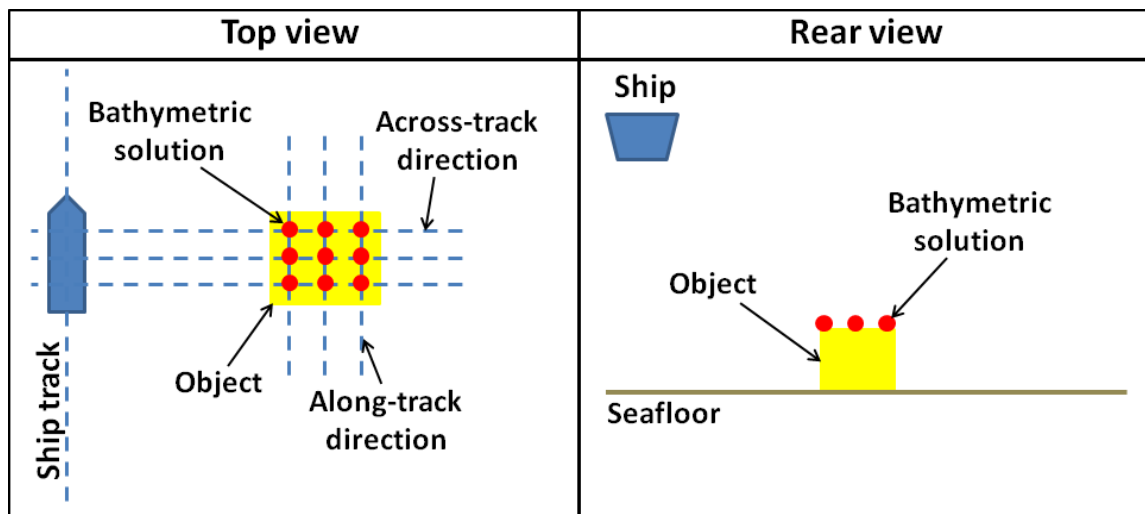 Top view
Rear view
Bathymetric
solution
Across-track
direction
Object
Along-track
direction
Ship track
Ship
Bathymetric
solution
Object
Seafloor